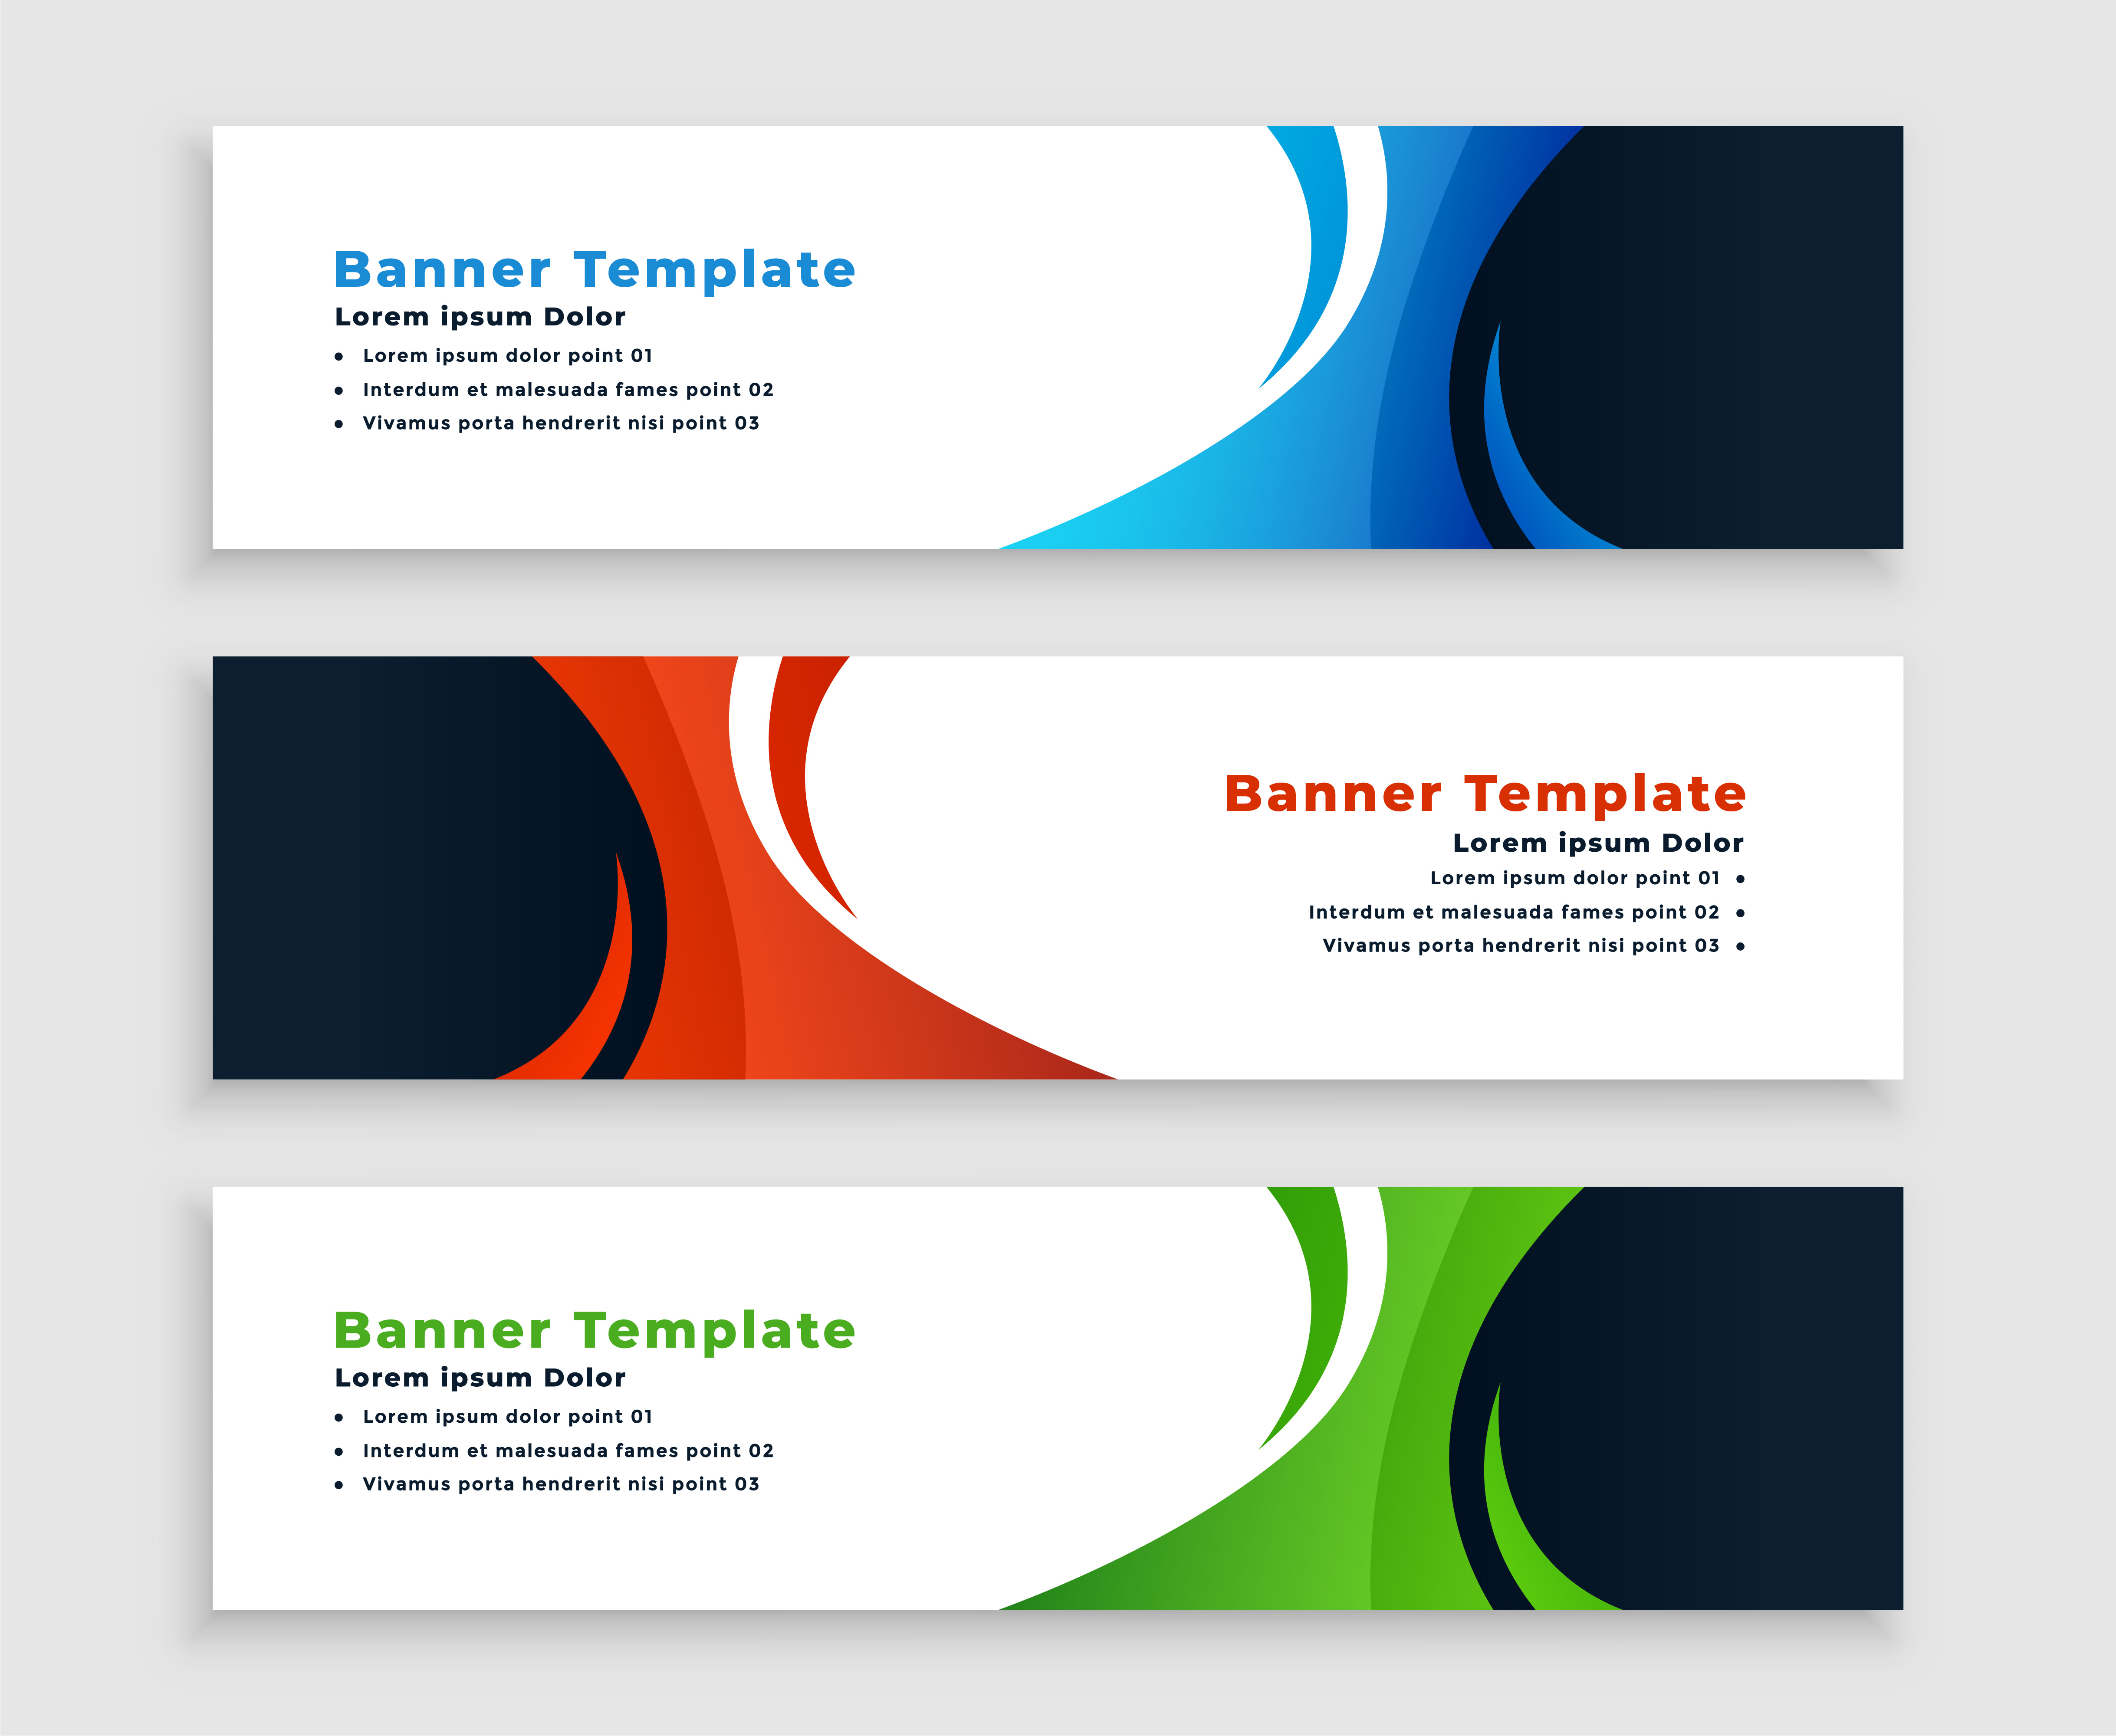 Banner Template
Lorem ipsum Dolor
• Lorem ipsum dolor point 01
• Interdum et malesuada fames point 02
• Vivamus porta hendrerit nisi point 03
Banner Template
Lorem ipsum Dolor
Lorem ipsum dolor point 01 •
Interdum et malesuada fames point 02 •
Vivamus porta hendrerit nisi point 03 •
Banner Template
Lorem ipsum Dolor
• Lorem ipsum dolor point 01
• Interdum et malesuada fames point 02
• Vivamus porta hendrerit nisi point 03